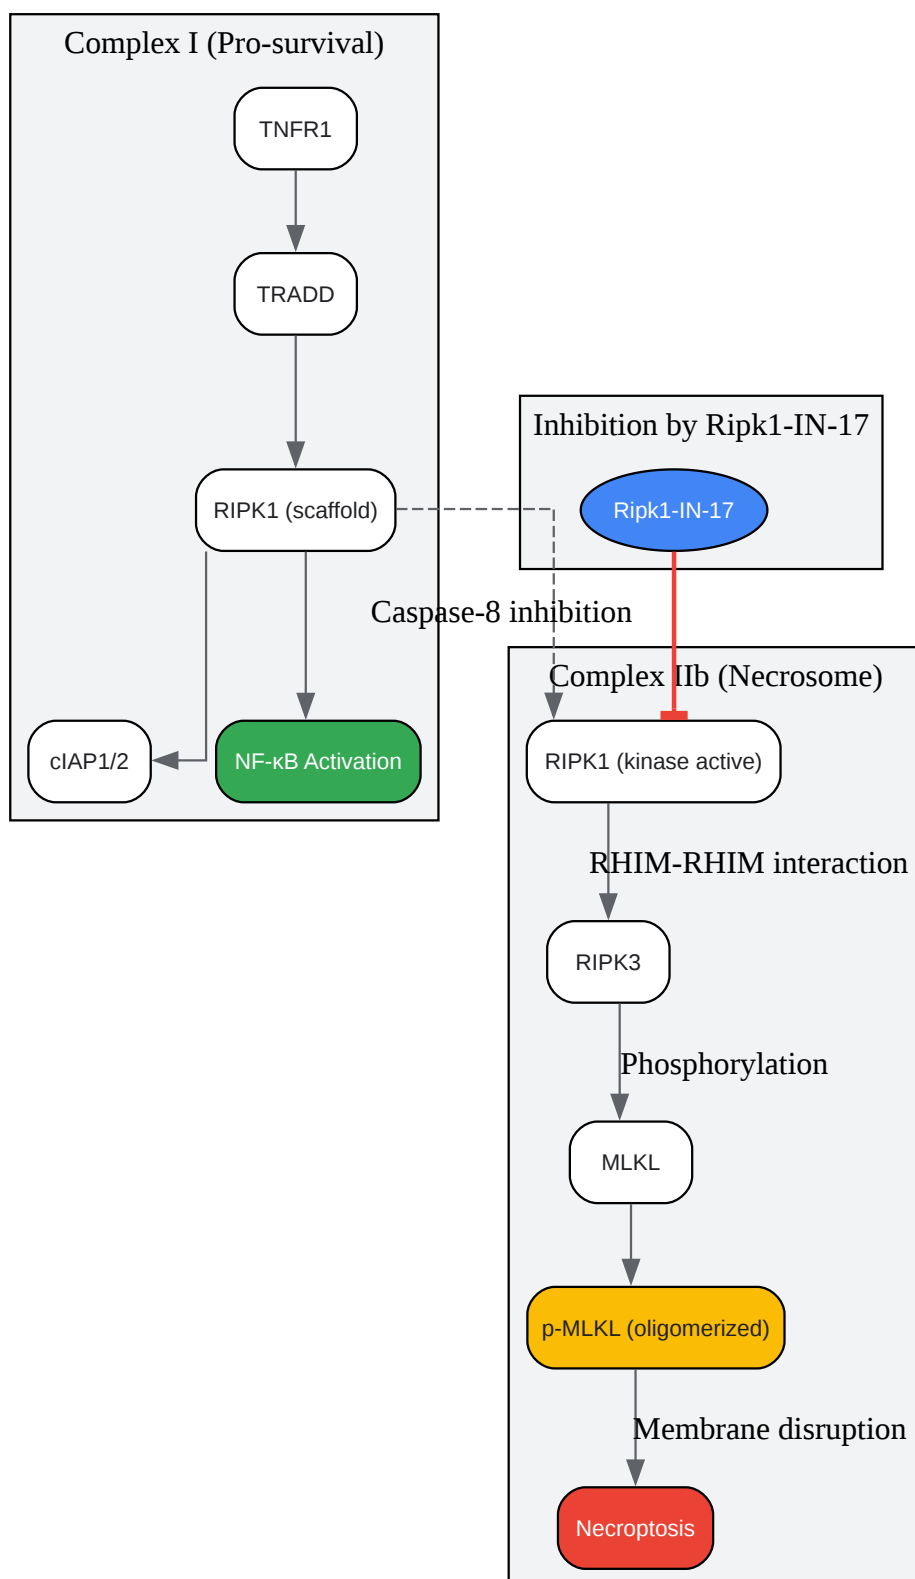 Complex I (Pro-survival)
TNFR1
TRADD
RIPK1 (scaffold)
cIAP1/2
NF-κB Activation
Inhibition by Ripk1-IN-17
Ripk1-IN-17
Caspase-8 inhibition
Complex IIb (Necrosome)
RIPK1 (kinase active)
RHIM-RHIM interaction
RIPK3
Phosphorylation
MLKL
p-MLKL (oligomerized)
Membrane disruption
Necroptosis